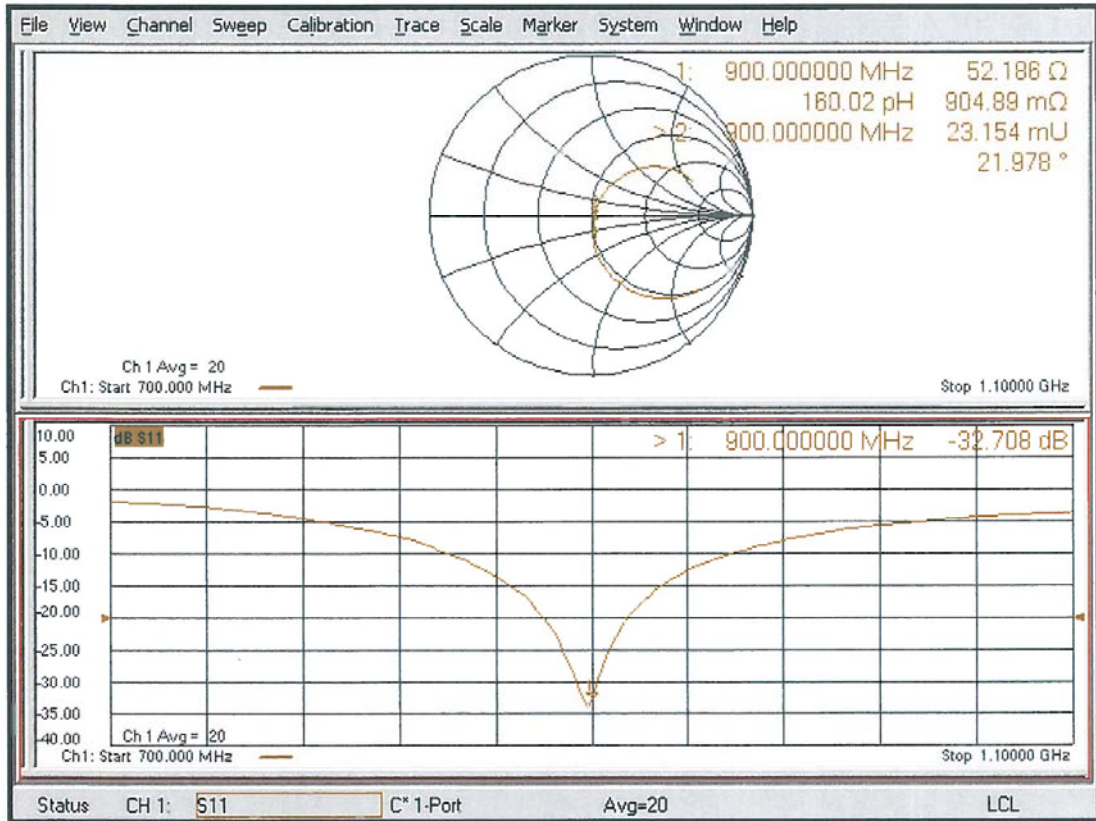 File View Channel Sweep Calibration Trace Scale Marker System Window Help
1: 900.000000 MHz 52.186 Ω
160.02 pH 904.89 mΩ
> 2: 900.000000 MHz 23.154 mU
21.978 °
Ch 1 Avg = 20
Ch1: Start 700.000 MHz
Stop 1.10000 GHz
dB S11
> 1: 900.000000 MHz -32.708 dB
10.00
5.00
0.00
-5.00
-10.00
-15.00
-20.00
-25.00
-30.00
-35.00
-40.00
Ch 1 Avg = 20
Ch1: Start 700.000 MHz
Stop 1.10000 GHz
Status CH 1: S11 C* 1-Port Avg=20 LCL